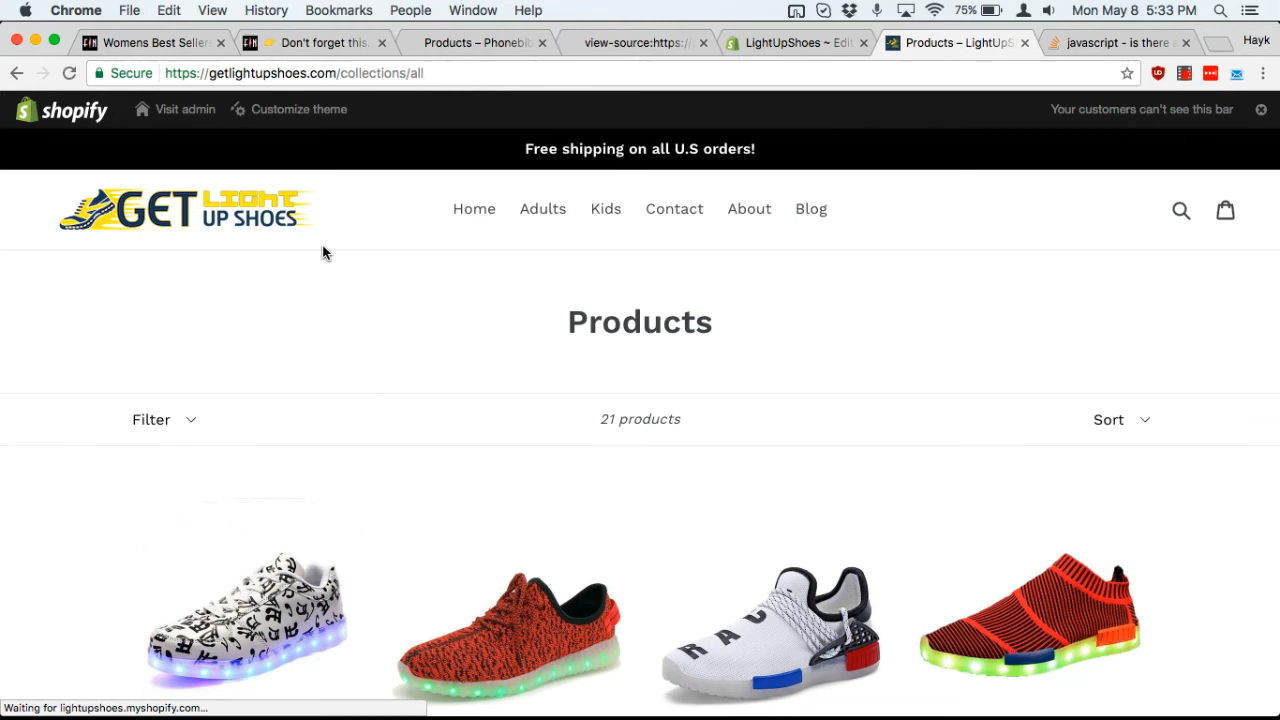 Chrome File Edit View History Bookmarks People Window Help 75% Mon May 8 5:33 PM
Womens Best Sellers Don't forget this. Products – Phonebib view-source:https:// LightUpShoes ~ Edit Products – LightUpS javascript - is there Hayk
Secure https://getlightupshoes.com/collections/all
shopify Visit admin Customize theme Your customers can't see this bar
Free shipping on all U.S orders!
GET LIGHT UP SHOES
Home Adults Kids Contact About Blog
Products
Filter 21 products Sort
Waiting for lightupshoes.myshopify.com...